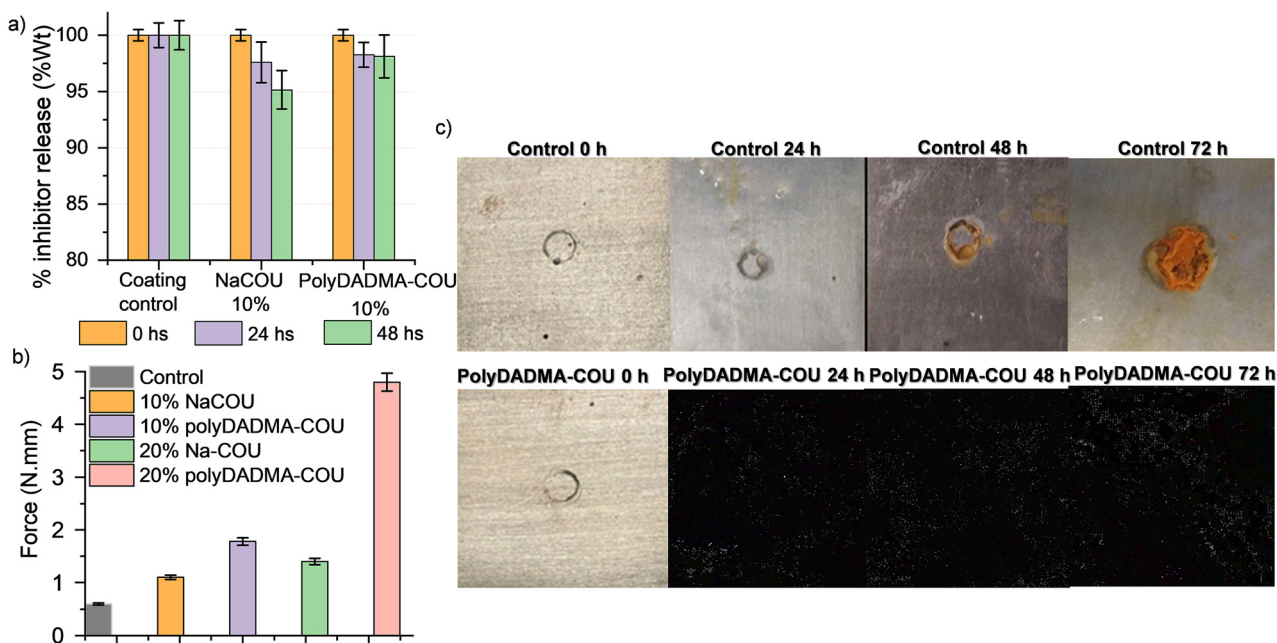 a)
% inhibitor release (%Wt)
100
95
90
85
80
Coating
control
NaCOU
10%
PolyDADMA-COU
10%
0 hs
24 hs
48 hs
b)
Force (N.mm)
5
4
3
2
1
0
Control
10% NaCOU
10% polyDADMA-COU
20% Na-COU
20% polyDADMA-COU
c)
Control 0 h
Control 24 h
Control 48 h
Control 72 h
PolyDADMA-COU 0 h
PolyDADMA-COU 24 h
PolyDADMA-COU 48 h
PolyDADMA-COU 72 h